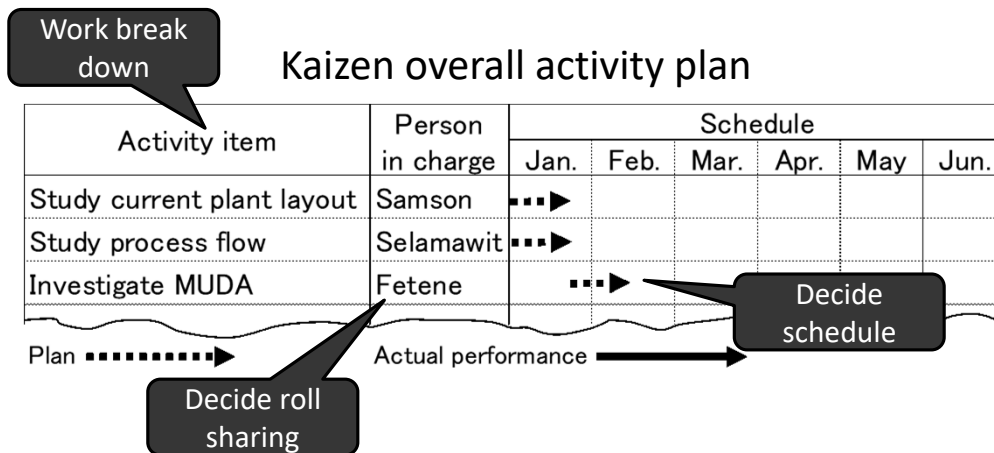 Work break
down
Kaizen overall activity plan
Activity item
Person
in charge
Schedule
Jan. Feb. Mar. Apr. May Jun.
Study current plant layout Samson
Study process flow Selamawit
Investigate MUDA Fetene
Decide
schedule
Plan Actual performance
Decide roll
sharing